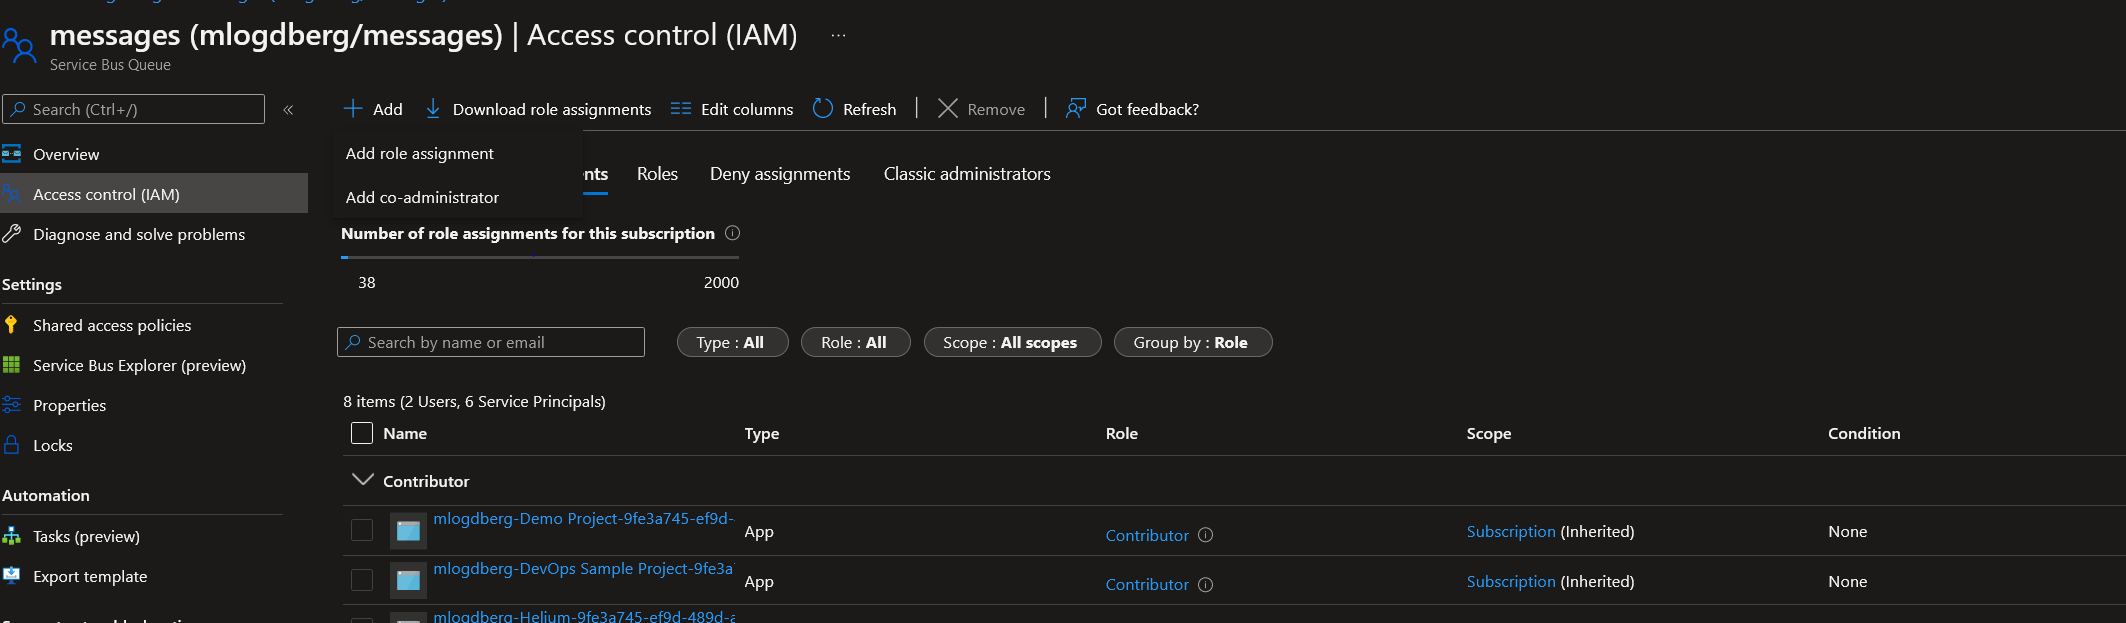 messages (mlogdberg/messages) | Access control (IAM) ...
Service Bus Queue
Search (Ctrl+/) «
Overview
Access control (IAM)
Diagnose and solve problems
Settings
Shared access policies
Service Bus Explorer (preview)
Properties
Locks
Automation
Tasks (preview)
Export template
Add Download role assignments Edit columns Refresh | Remove | Got feedback?
Add role assignment
Add co-administrator
nts Roles Deny assignments Classic administrators
Number of role assignments for this subscription
38 2000
Search by name or email Type : All Role : All Scope : All scopes Group by : Role
8 items (2 Users, 6 Service Principals)
Name Type Role Scope Condition
Contributor
mlogdberg-Demo Project-9fe3a745-ef9d- App Contributor Subscription (Inherited) None
mlogdberg-DevOps Sample Project-9fe3a App Contributor Subscription (Inherited) None
mlogdberg-Helium-9fe3a745-ef9d-489d-a